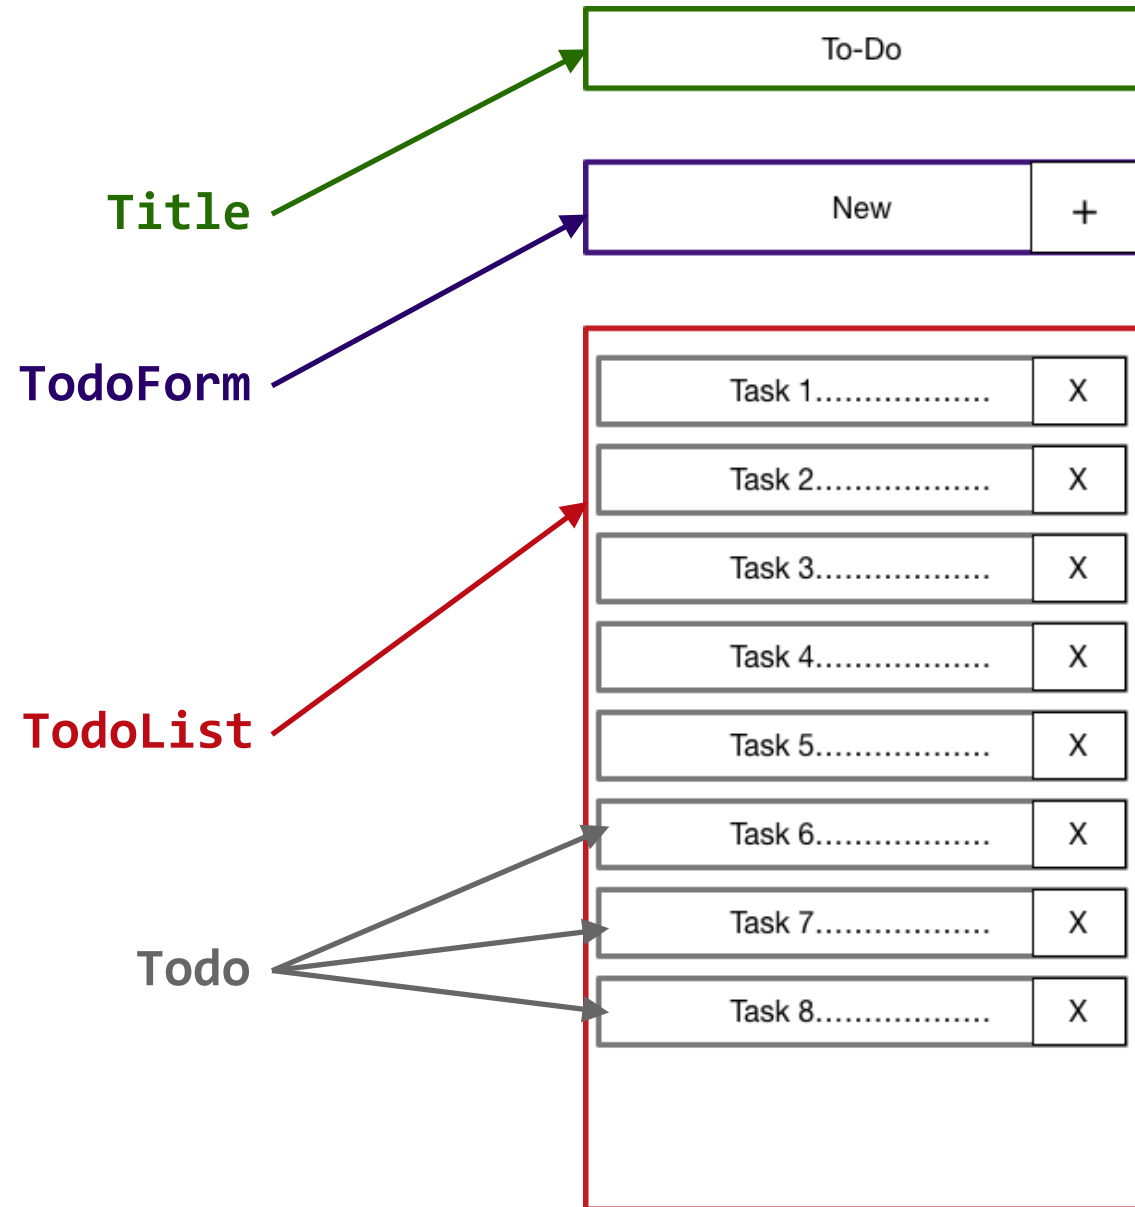 To-Do
Title
New +
TodoForm
Task 1.................. X
Task 2.................. X
Task 3.................. X
Task 4.................. X
TodoList
Task 5.................. X
Task 6.................. X
Task 7.................. X
Todo
Task 8.................. X